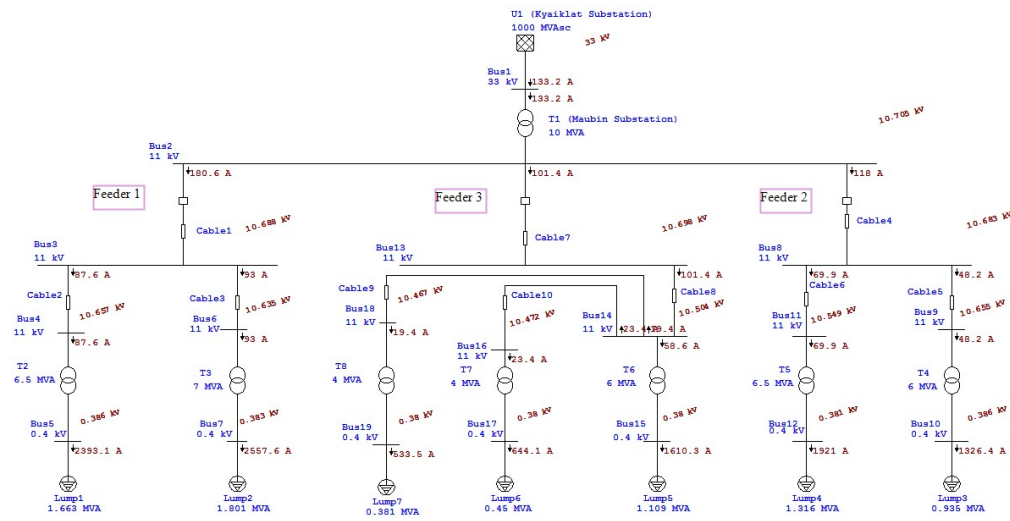 U1 (Kyaiklat Substation)
1000 MVAsc
33 kV
Bus1
33 kV
133.2 A
133.2 A
T1 (Maubin Substation)
10 MVA
10.705 kV
Bus2
11 kV
180.6 A
101.4 A
118 A
Feeder 1
Feeder 3
Feeder 2
Cable1
10.688 kV
Cable7
10.698 kV
Cable4
10.683 kV
Bus3
11 kV
Bus13
11 kV
Bus8
11 kV
87.6 A
93 A
101.4 A
69.9 A
48.2 A
Cable2
10.657 kV
Cable3
10.635 kV
Cable9
10.467 kV
Cable10
10.472 kV
Cable8
10.504 kV
Cable6
10.549 kV
Cable5
10.655 kV
Bus4
11 kV
87.6 A
Bus6
11 kV
93 A
Bus18
11 kV
19.4 A
Bus16
11 kV
23.4 A
Bus14
11 kV
23.4 A
19.4 A
58.6 A
Bus11
11 kV
69.9 A
Bus9
11 kV
48.2 A
T2
6.5 MVA
T3
7 MVA
T8
4 MVA
T7
4 MVA
T6
6 MVA
T5
6.5 MVA
T4
6 MVA
0.386 kV
0.383 kV
0.38 kV
0.38 kV
0.38 kV
0.381 kV
0.386 kV
Bus5
0.4 kV
2393.1 A
Bus7
0.4 kV
2557.6 A
Bus19
0.4 kV
533.5 A
Bus17
0.4 kV
644.1 A
Bus15
0.4 kV
1610.3 A
Bus12
0.4 kV
1921 A
Bus10
0.4 kV
1326.4 A
Lump1
1.663 MVA
Lump2
1.801 MVA
Lump7
0.381 MVA
Lump6
0.45 MVA
Lump5
1.109 MVA
Lump4
1.316 MVA
Lump3
0.935 MVA